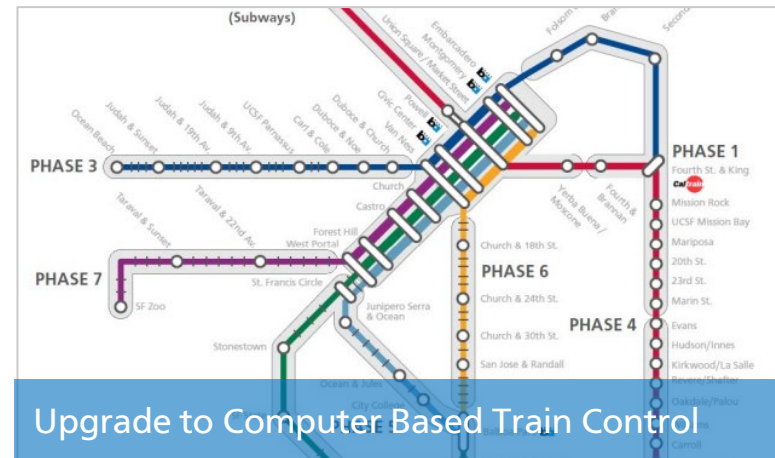 (Subways)
Embarcadero
Montgomery
Union Square / Market Street
Powell
Civic Center
Van Ness
Folsom
Second
Ocean Beach
Judah & Sunset
Judah & 19th Av.
Judah & 9th Av.
UCSF Parnassus
Carl & Cole
Duboce & Noe
Duboce & Church
PHASE 3
PHASE 1
Fourth St. & King
Caltrain
Church
Castro
Forest Hill
West Portal
Yerba Buena /
Moscone
Fourth &
Brannan
Mission Rock
UCSF Mission Bay
Mariposa
20th St.
23rd St.
Marin St.
Taraval & Sunset
Taraval & 22nd Av.
PHASE 7
SF Zoo
St. Francis Circle
Church & 18th St.
PHASE 6
Church & 24th St.
Church & 30th St.
San Jose & Randall
PHASE 4
Evans
Hudson/Innes
Kirkwood/La Salle
Revere/Shafter
Oakdale/Palou
Carroll
Junipero Serra
& Ocean
Stonestown
Ocean & Jules
City College
PHASE 5
Upgrade to Computer Based Train Control